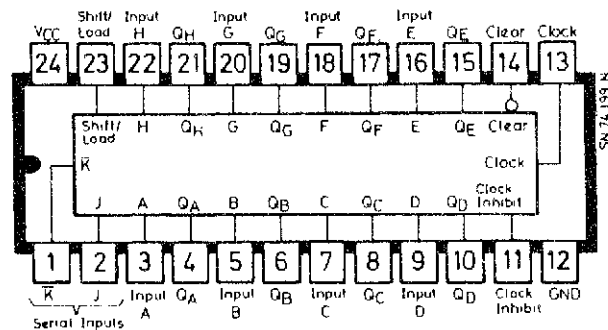 Shift/ Input Input Input Input
VCC Load H QH G QG F QF E QE Clear Clock
24 23 22 21 20 19 18 17 16 15 14 13
SN 74 199 N
Shift/ H QH G QG F QF E QE Clear
Load
K̅ Clock
Clock
J A QA B QB C QC D QD Inhibit
1 2 3 4 5 6 7 8 9 10 11 12
K̅ J Input QA Input QB Input QC Input QD Clock GND
Serial Inputs A B C D Inhibit